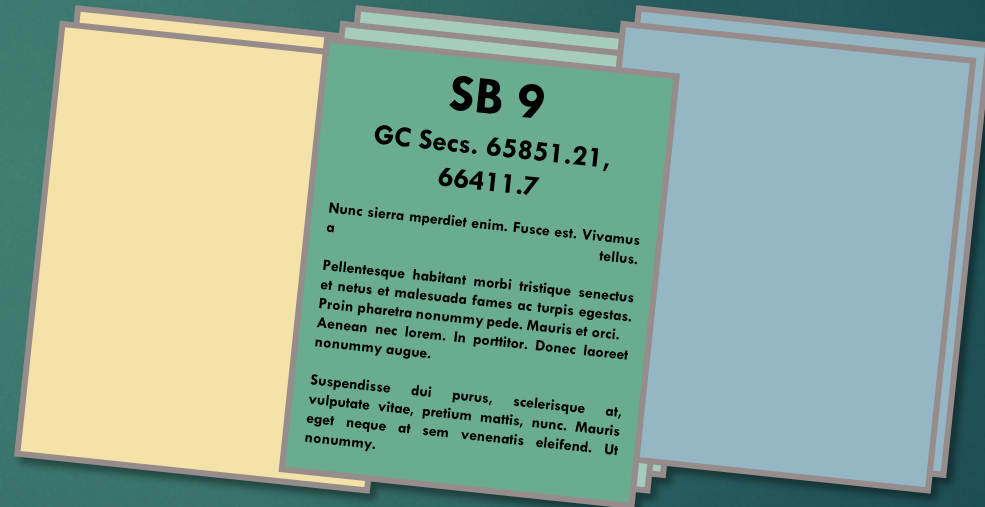 SB 9
GC Secs. 65851.21,
66411.7
Nunc sierra mperdiet enim. Fusce est. Vivamus
a tellus.
Pellentesque habitant morbi tristique senectus
et netus et malesuada fames ac turpis egestas.
Proin pharetra nonummy pede. Mauris et orci.
Aenean nec lorem. In porttitor. Donec laoreet
nonummy augue.
Suspendisse dui purus, scelerisque at,
vulputate vitae, pretium mattis, nunc. Mauris
eget neque at sem venenatis eleifend. Ut
nonummy.